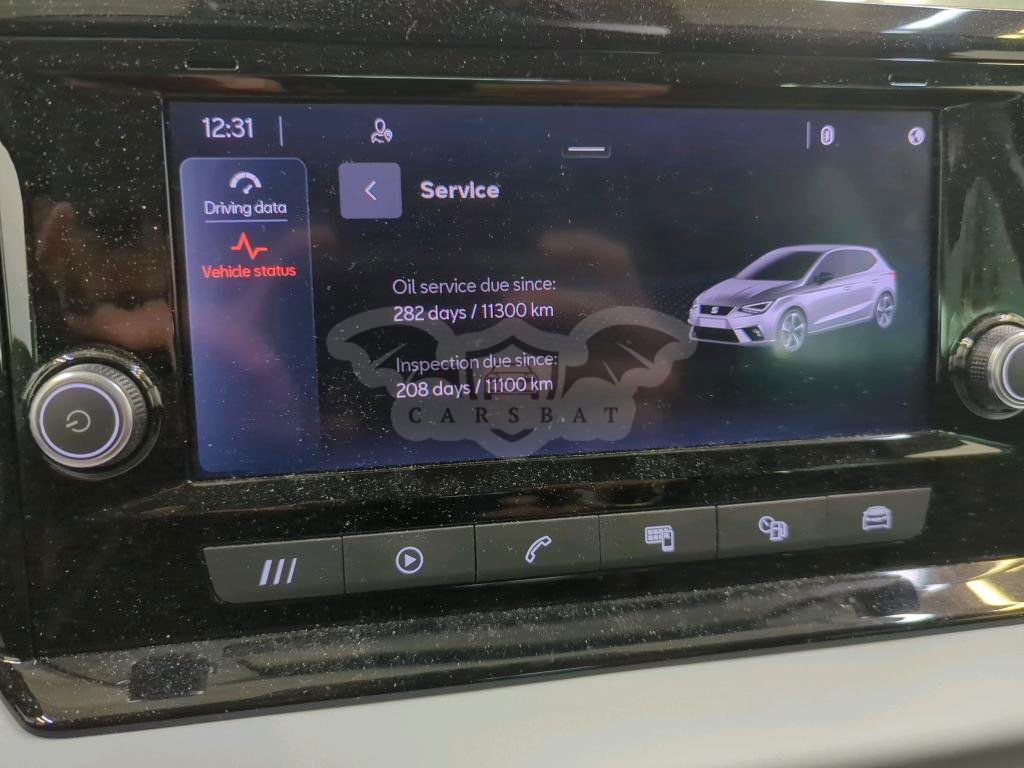 12:31
Driving data
Vehicle status
Service
Oil service due since:
282 days / 11300 km
Inspection due since:
208 days / 11100 km
CARSBAT